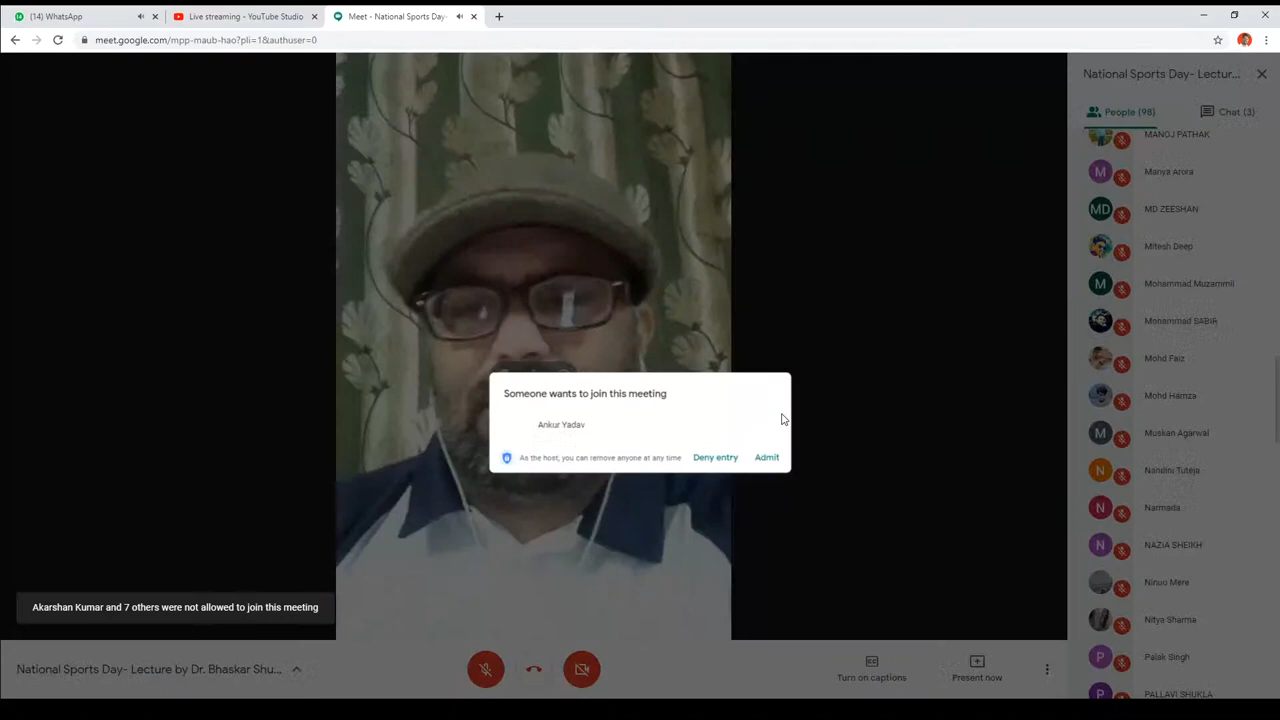 (14) WhatsApp
Live streaming - YouTube Studio
Meet - National Sports Day-
meet.google.com/mpp-maub-hao?pli=1&authuser=0
National Sports Day- Lectur...
People (98)
Chat (3)
MANOJ PATHAK
Manya Arora
MD
MD ZEESHAN
Mitesh Deep
Mohammad Muzammil
Mohammad SABIR
Mohd Faiz
Mohd Hamza
Muskan Agarwal
Nandini Tuteja
Narmada
NAZIA SHEIKH
Ninuo Mere
Nitya Sharma
Palak Singh
PALLAVI SHUKLA
M
M
M
N
N
N
P
P
Someone wants to join this meeting
Ankur Yadav
As the host, you can remove anyone at any time
Deny entry
Admit
Akarshan Kumar and 7 others were not allowed to join this meeting
National Sports Day- Lecture by Dr. Bhaskar Shu...
Turn on captions
Present now